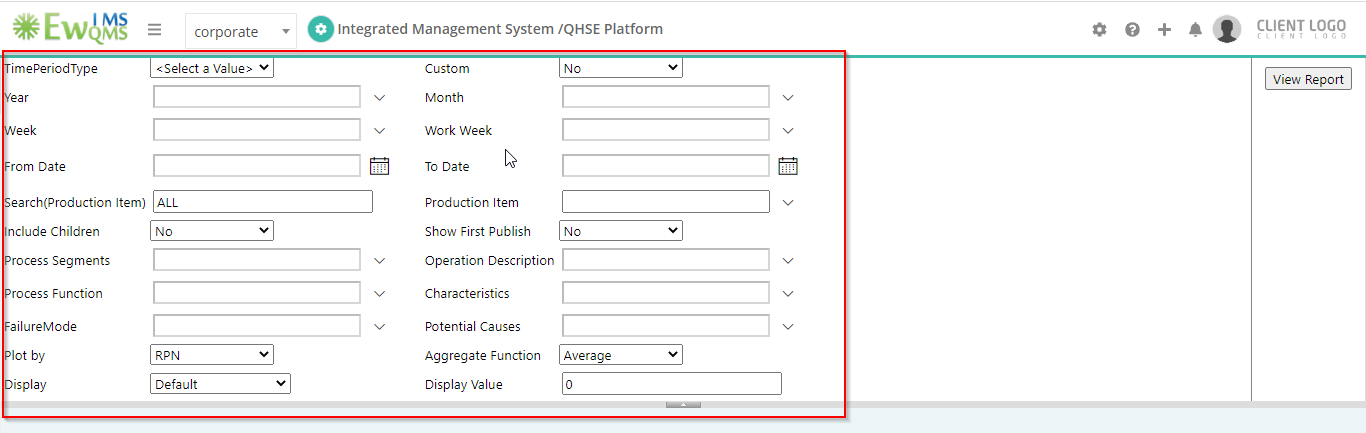 EwIMS QMS corporate Integrated Management System /QHSE Platform CLIENT LOGO
CLIENT LOGO
TimePeriodType <Select a Value> Custom No View Report
Year Month
Week Work Week
From Date To Date
Search(Production Item) ALL Production Item
Include Children No Show First Publish No
Process Segments Operation Description
Process Function Characteristics
FailureMode Potential Causes
Plot by RPN Aggregate Function Average
Display Default Display Value 0